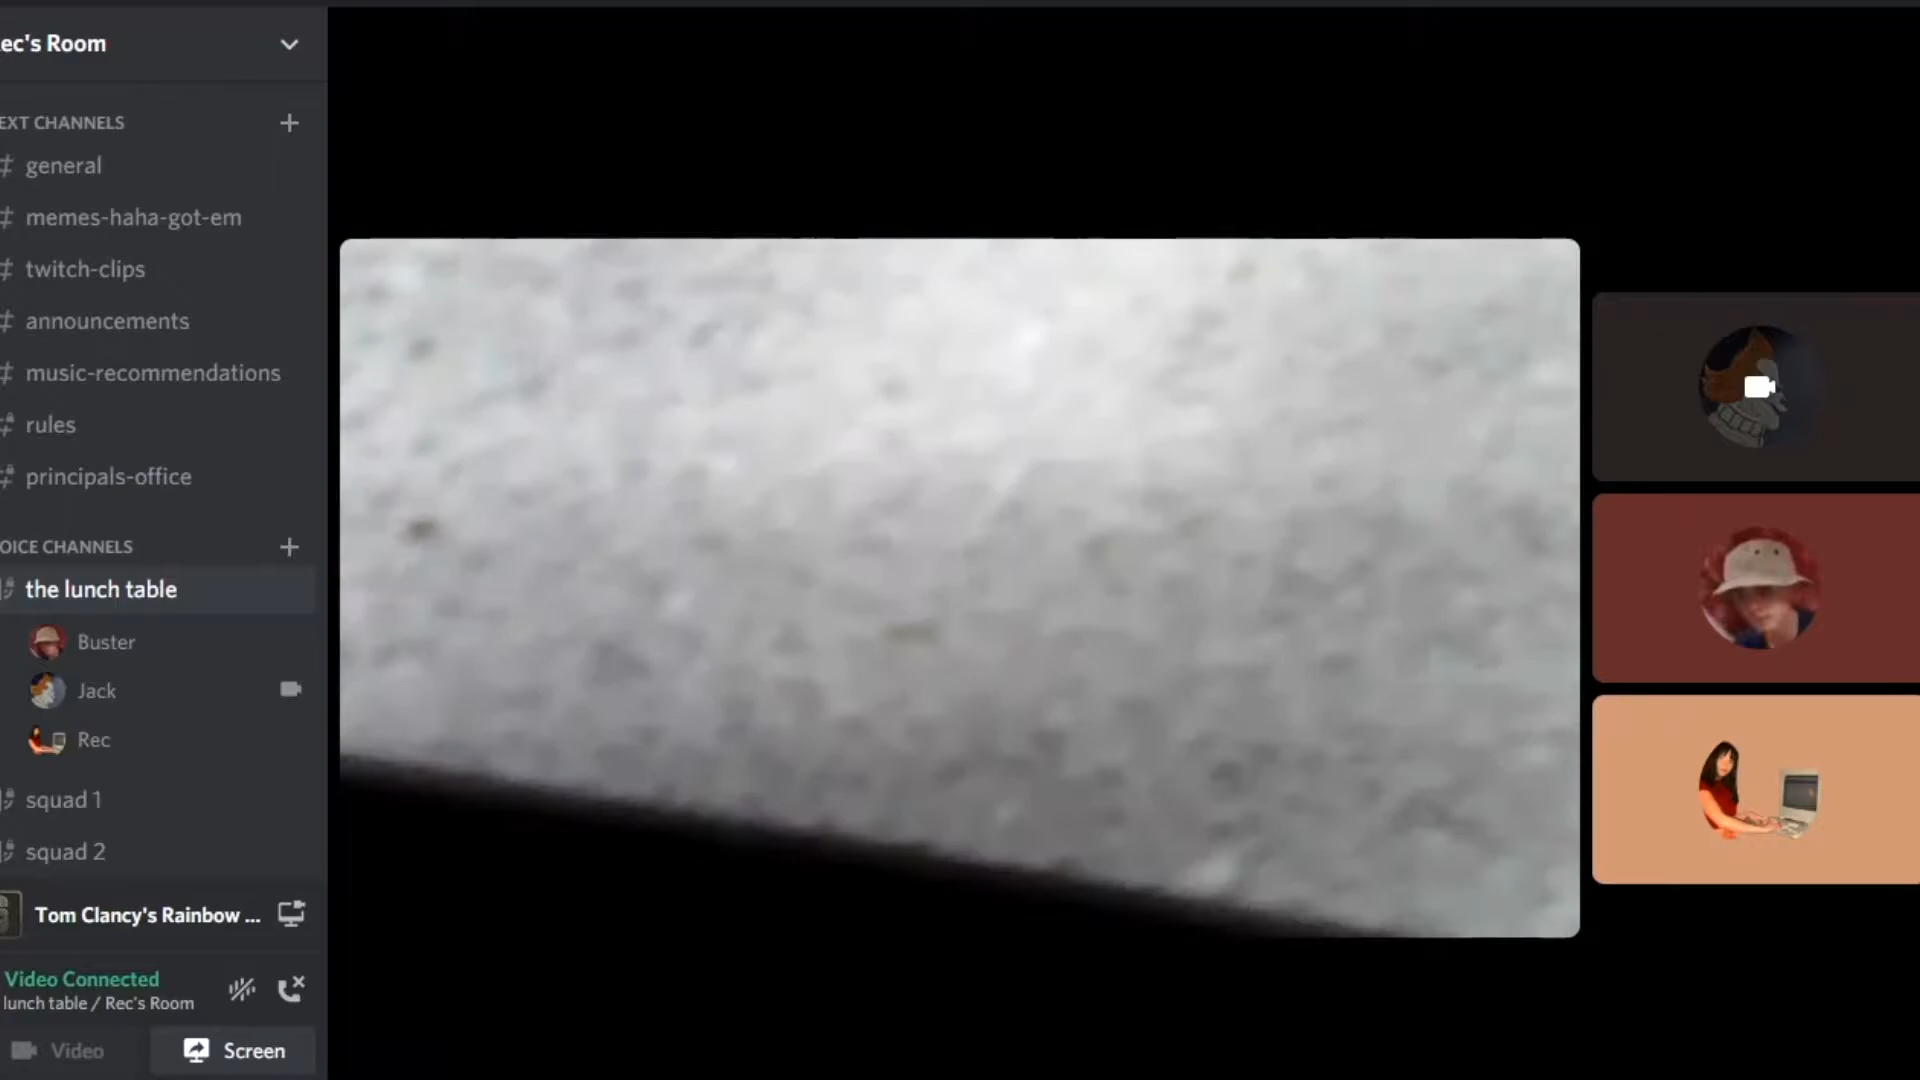 ec's Room
EXT CHANNELS
general
memes-haha-got-em
twitch-clips
announcements
music-recommendations
rules
principals-office
OICE CHANNELS
the lunch table
Buster
Jack
Rec
squad 1
squad 2
Tom Clancy's Rainbow ...
Video Connected
lunch table / Rec's Room
Video
Screen